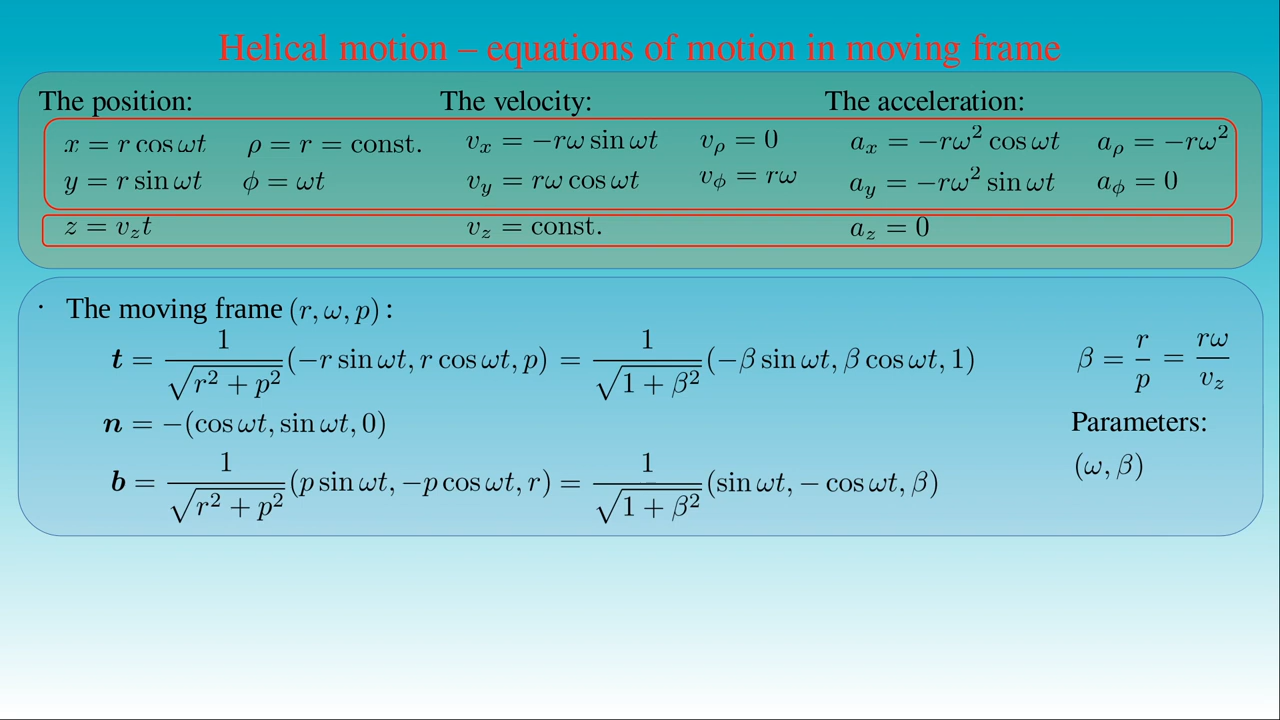 Helical motion – equations of motion in moving frame
The position: The velocity: The acceleration:
x = r cos ωt ρ = r = const. v_x = −rω sin ωt v_ρ = 0 a_x = −rω² cos ωt a_ρ = −rω²
y = r sin ωt ϕ = ωt v_y = rω cos ωt v_ϕ = rω a_y = −rω² sin ωt a_ϕ = 0
z = v_z t v_z = const. a_z = 0
· The moving frame (r, ω, p) :
t = 1/√(r² + p²) (−r sin ωt, r cos ωt, p) = 1/√(1 + β²) (−β sin ωt, β cos ωt, 1) β = r/p = rω/v_z
n = −(cos ωt, sin ωt, 0) Parameters:
b = 1/√(r² + p²) (p sin ωt, −p cos ωt, r) = 1/√(1 + β²) (sin ωt, − cos ωt, β) (ω, β)